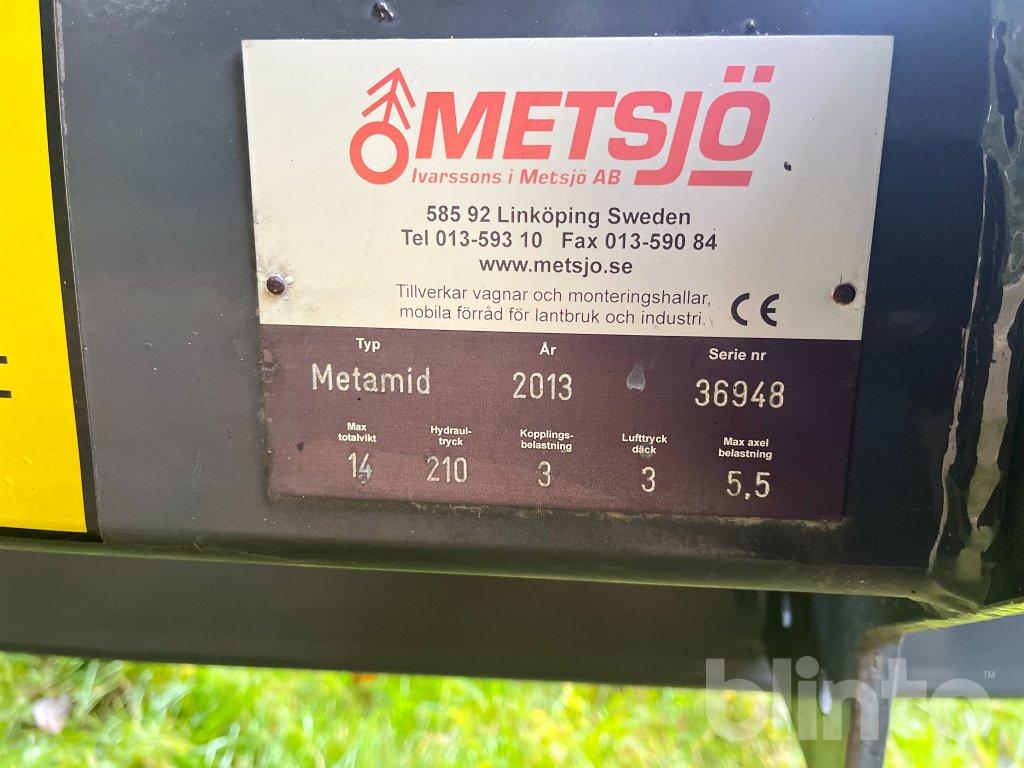 METSJÖ
Ivarssons i Metsjö AB
585 92 Linköping Sweden
Tel 013-593 10 Fax 013-590 84
www.metsjo.se
Tillverkar vagnar och monteringshallar,
mobila förråd för lantbruk och industri.
CE
Typ År Serie nr
Metamid 2013 36948
Max totalvikt Hydraul-tryck Kopplings-belastning Lufttryck däck Max axel belastning
14 210 3 3 5.5
blinto™